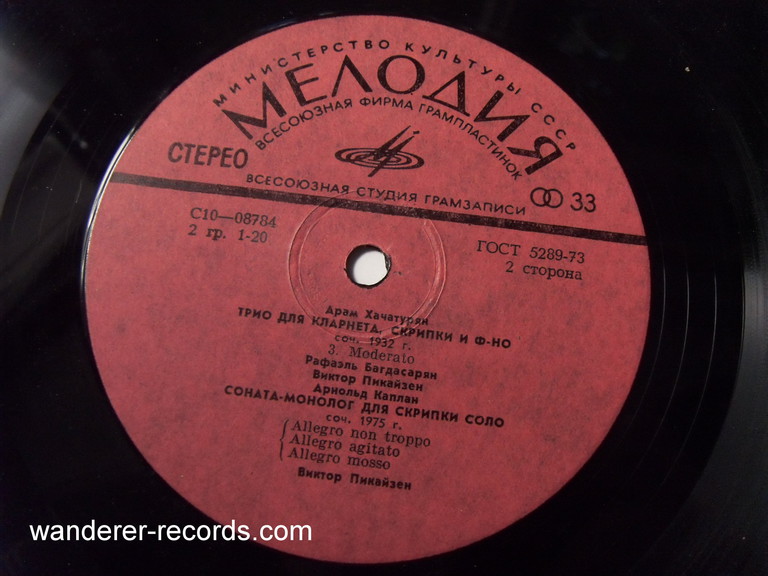 МИНИСТЕРСТВО КУЛЬТУРЫ СССР
МЕЛОДИЯ
ВСЕСОЮЗНАЯ ФИРМА ГРАМПЛАСТИНОК
СТЕРЕО
ВСЕСОЮЗНАЯ СТУДИЯ ГРАМЗАПИСИ
33
С10—08784
2 гр. 1-20
ГОСТ 5289-73
2 сторона
Арам Хачатурян
ТРИО ДЛЯ КЛАРНЕТА, СКРИПКИ И Ф-НО
соч. 1932 г.
3. Moderato
Рафаэль Багдасарян
Виктор Пикайзен
Арнольд Каплан
СОНАТА-МОНОЛОГ ДЛЯ СКРИПКИ СОЛО
соч. 1975 г.
Allegro non troppo
Allegro agitato
Allegro mosso
Виктор Пикайзен
wanderer-records.com